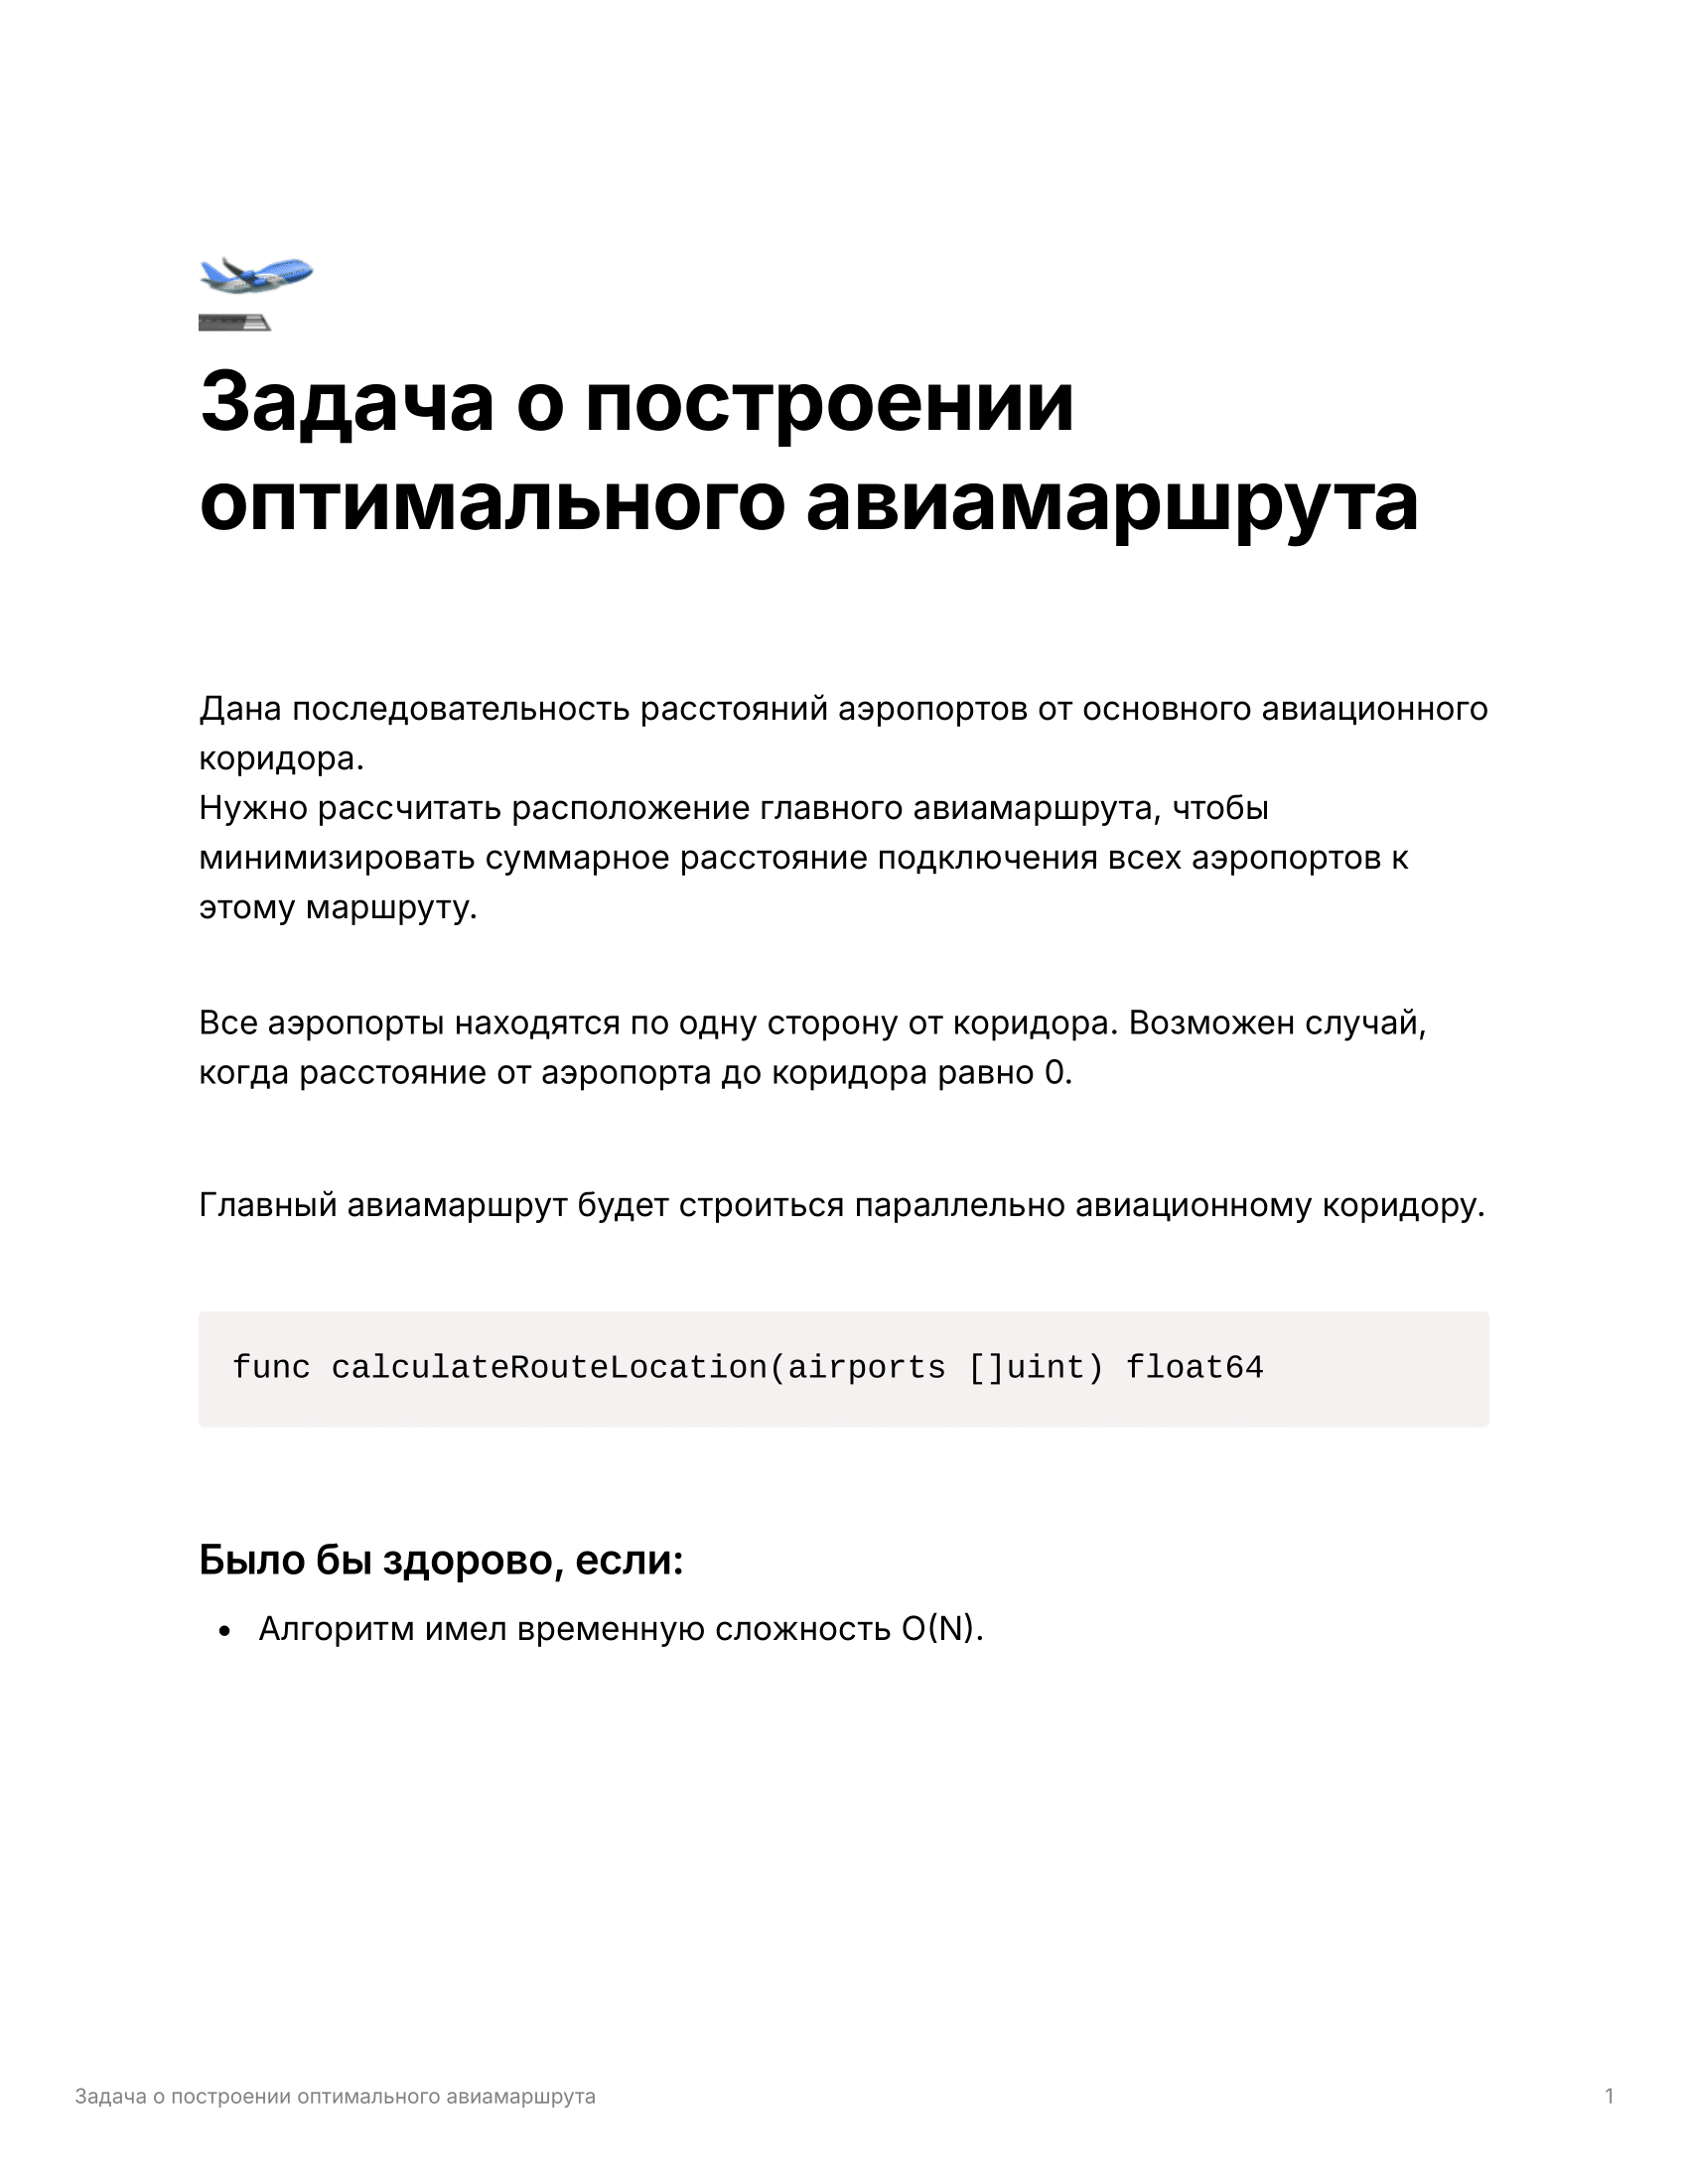 Задача о построении
оптимального авиамаршрута
Дана последовательность расстояний аэропортов от основного авиационного
коридора.
Нужно рассчитать расположение главного авиамаршрута, чтобы
минимизировать суммарное расстояние подключения всех аэропортов к
этому маршруту.
Все аэропорты находятся по одну сторону от коридора. Возможен случай,
когда расстояние от аэропорта до коридора равно 0.
Главный авиамаршрут будет строиться параллельно авиационному коридору.
func calculateRouteLocation(airports []uint) float64
Было бы здорово, если:
• Алгоритм имел временную сложность O(N).
Задача о построении оптимального авиамаршрута 1